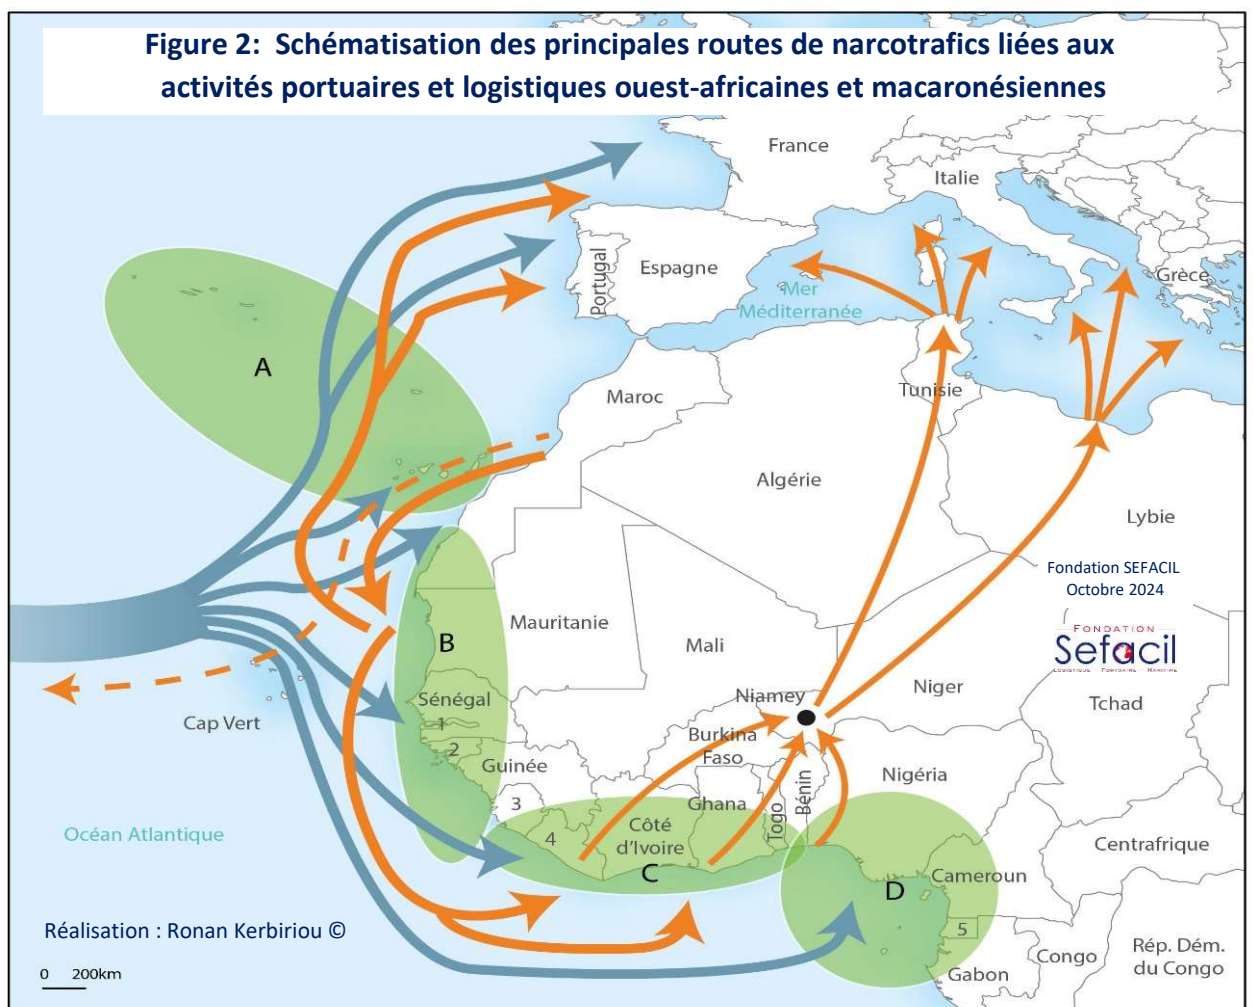 Figure 2: Schématisation des principales routes de narcotrafics liées aux
activités portuaires et logistiques ouest-africaines et macaronésiennes
France
Italie
Portugal
Espagne
Grèce
Mer
Méditerranée
A
Maroc
Tunisie
Algérie
Lybie
Fondation SEFACIL
Octobre 2024
FONDATION
Sefacil
LOGISTIQUE PORTUAIRE MARITIME
Mauritanie
B
Mali
Sénégal
Niamey
Niger
Tchad
Cap Vert
1
2
Burkina
Faso
Guinée
Nigéria
3
Ghana
Togo
Bénin
Océan Atlantique
4
Côté
d'Ivoire
Centrafrique
C
Cameroun
D
Réalisation : Ronan Kerbiriou ©
5
Rép. Dém.
du Congo
Congo
Gabon
0 200km